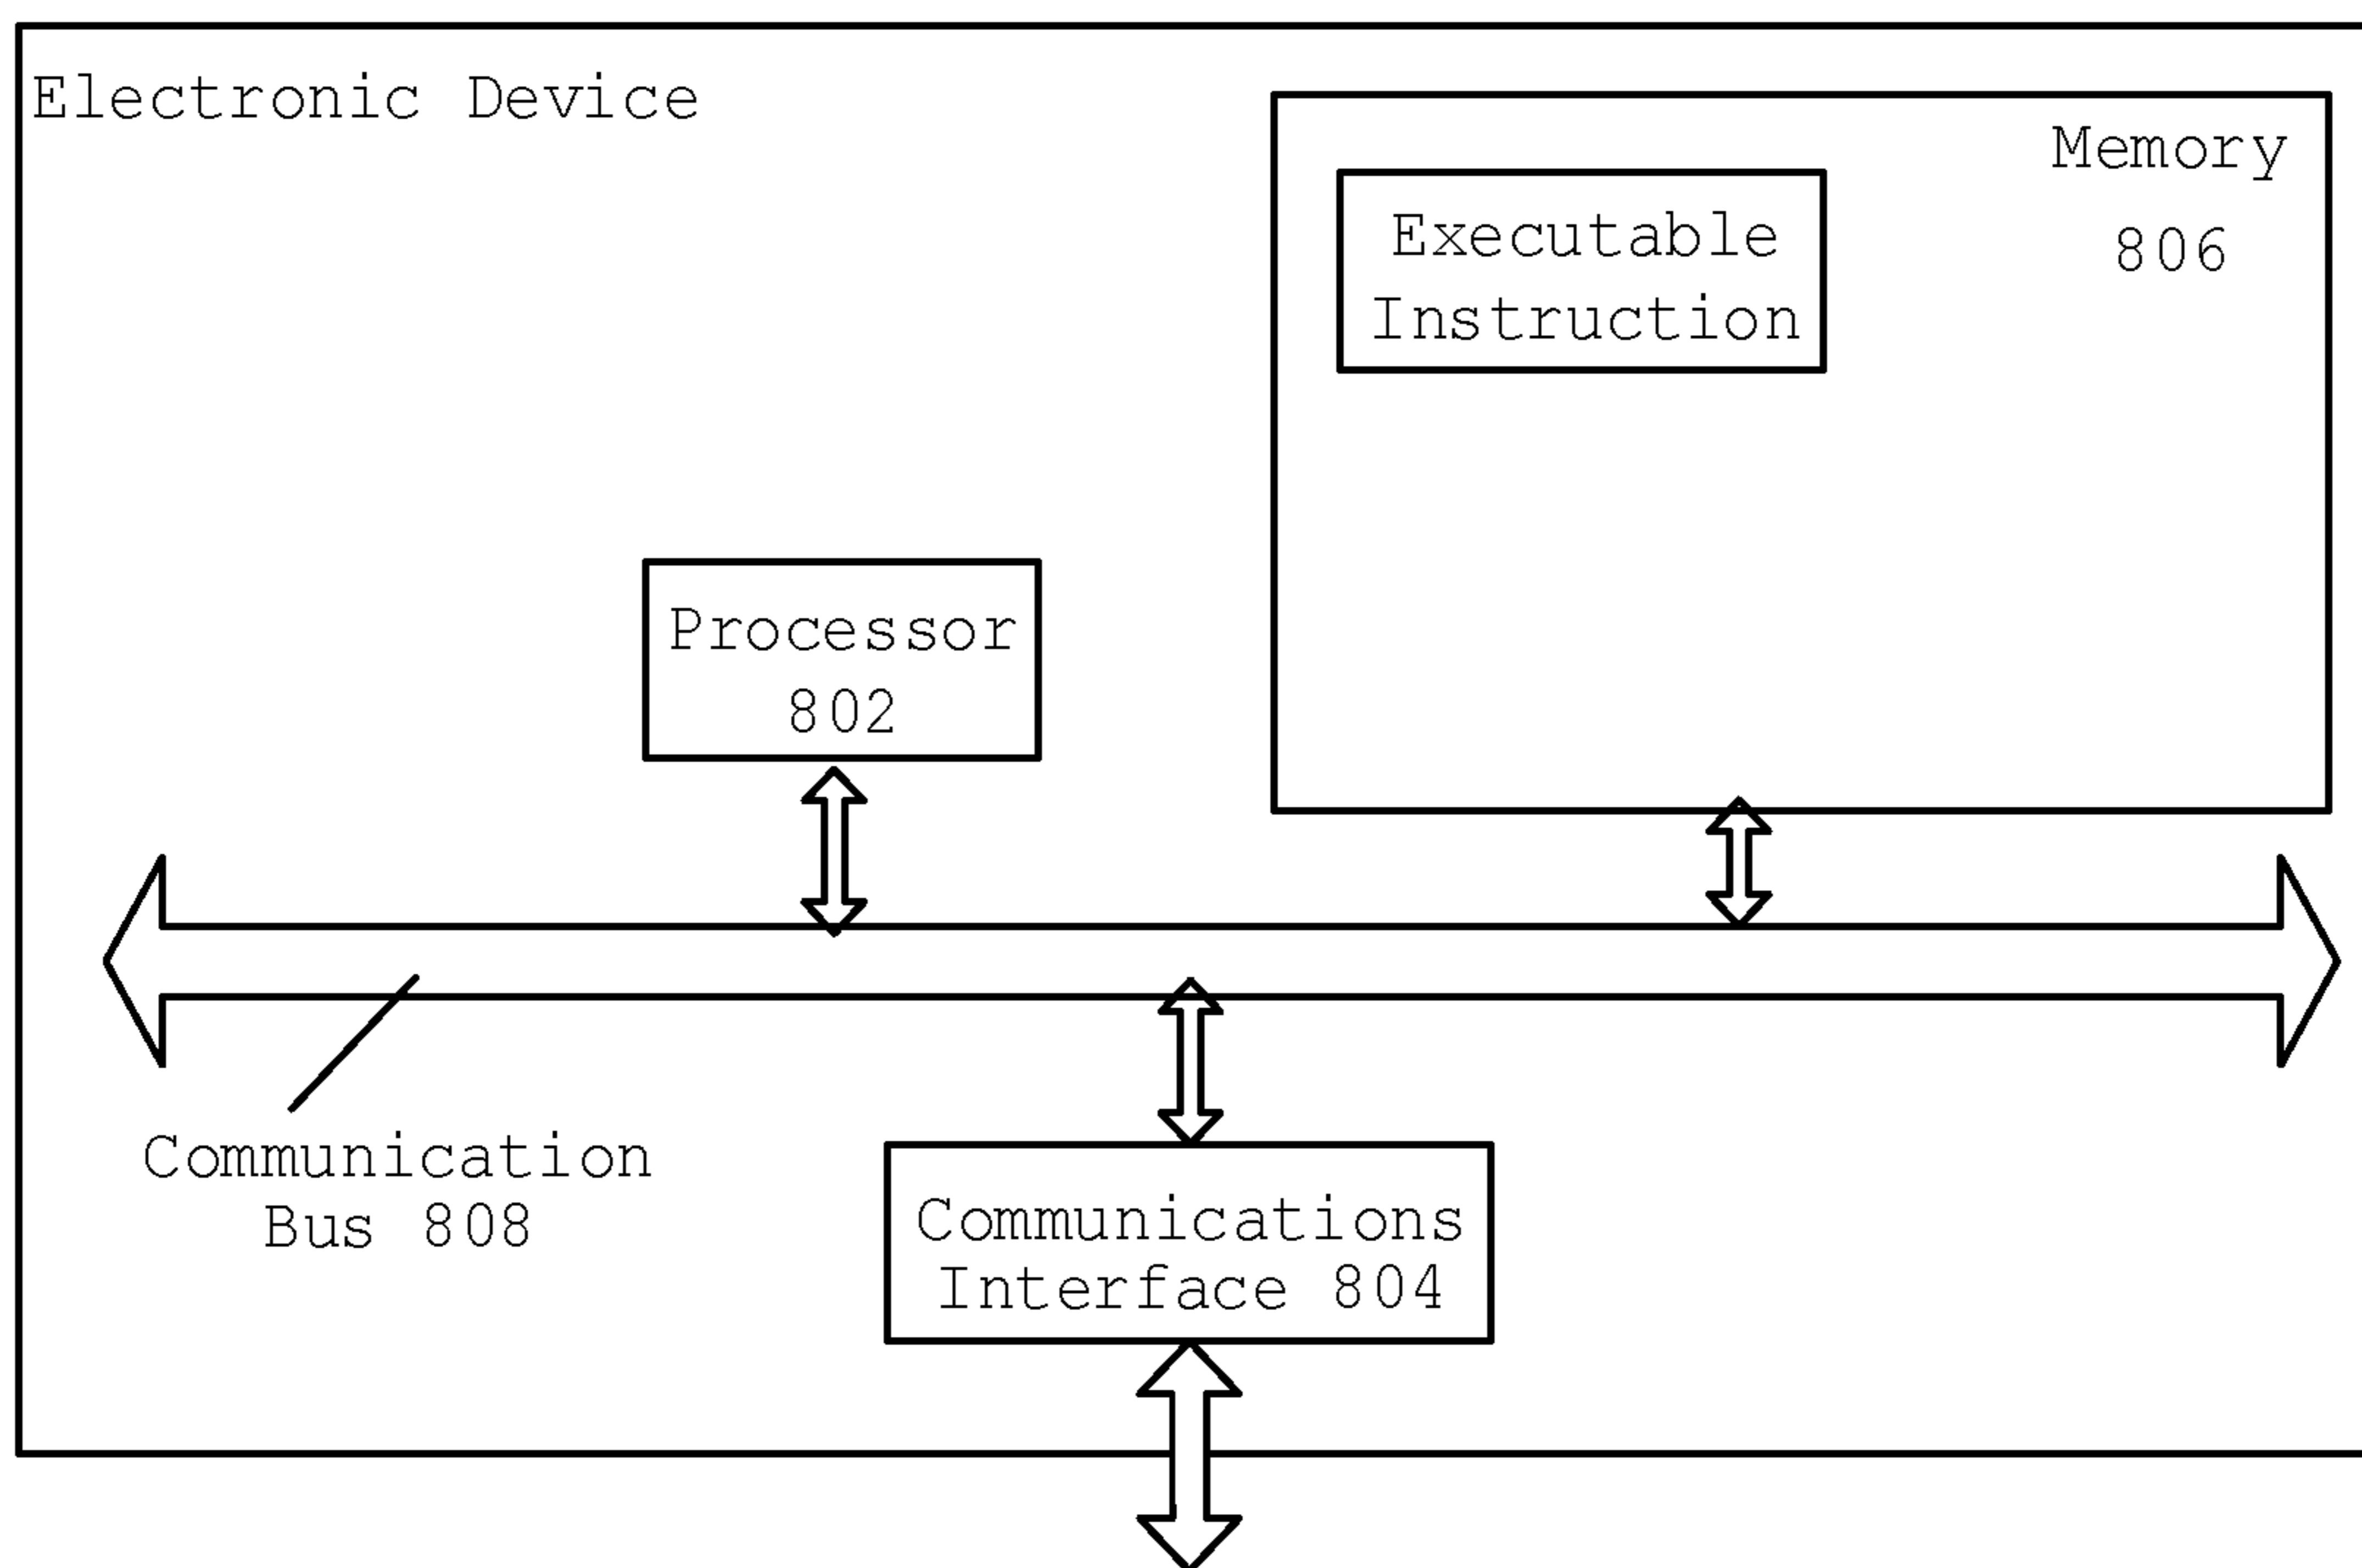 Electronic Device
Memory
806
Executable
Instruction
Processor
802
Communication
Bus 808
Communications
Interface 804